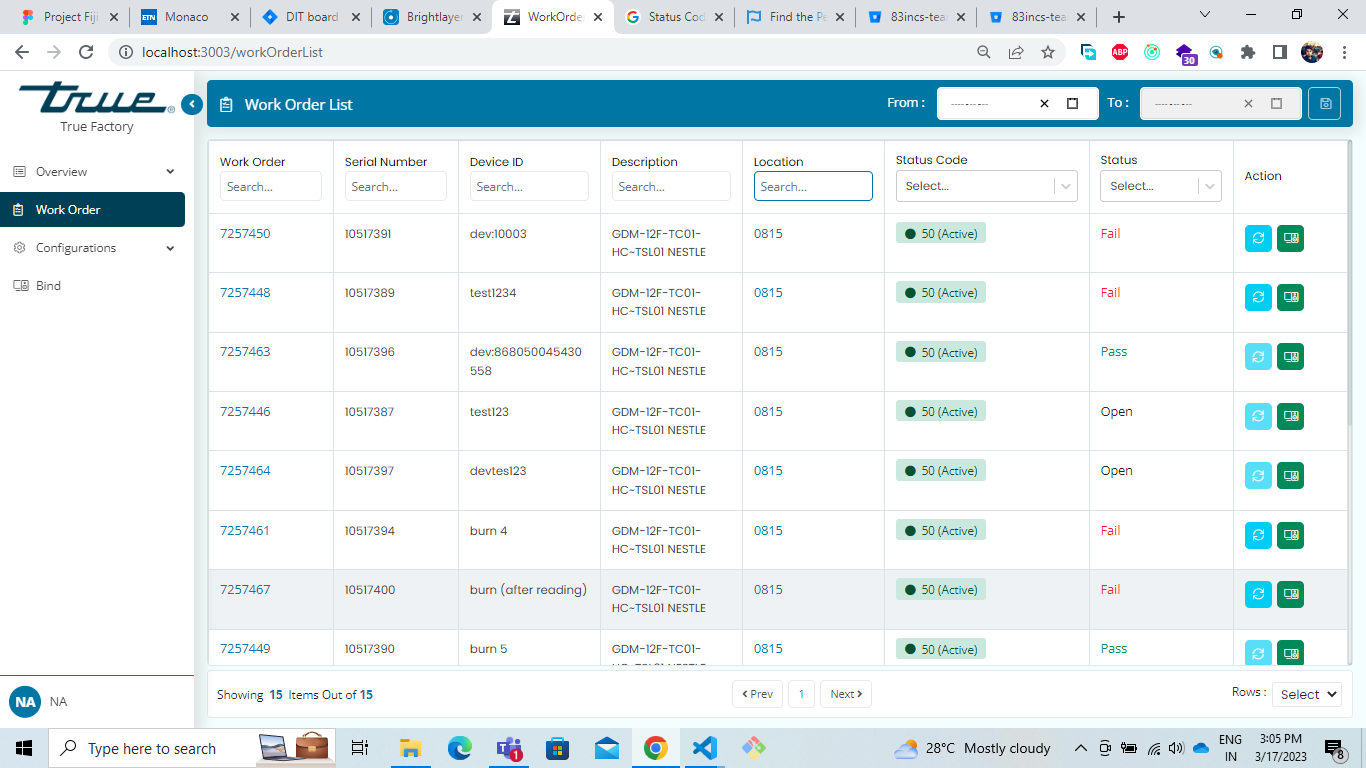 Project Fiji
Monaco
DIT board
Brightlayer
WorkOrde
Status Cod
Find the Pe
83incs-tea
83incs-tea
localhost:3003/workOrderList
ABP
30
true
®
True Factory
Overview
Work Order
Configurations
Bind
NA
NA
Work Order List
From :
To :
Work Order
Serial Number
Device ID
Description
Location
Status Code
Status
Action
Search...
Search...
Search...
Search...
Search...
Select...
Select...
7257450
10517391
dev:10003
GDM-12F-TC01-
HC~TSL01 NESTLE
0815
50 (Active)
Fail
7257448
10517389
test1234
GDM-12F-TC01-
HC~TSL01 NESTLE
0815
50 (Active)
Fail
7257463
10517396
dev:868050045430
558
GDM-12F-TC01-
HC~TSL01 NESTLE
0815
50 (Active)
Pass
7257446
10517387
test123
GDM-12F-TC01-
HC~TSL01 NESTLE
0815
50 (Active)
Open
7257464
10517397
devtes123
GDM-12F-TC01-
HC~TSL01 NESTLE
0815
50 (Active)
Open
7257461
10517394
burn 4
GDM-12F-TC01-
HC~TSL01 NESTLE
0815
50 (Active)
Fail
7257467
10517400
burn (after reading)
GDM-12F-TC01-
HC~TSL01 NESTLE
0815
50 (Active)
Fail
7257449
10517390
burn 5
GDM-12F-TC01-
HC~TSL01 NESTLE
0815
50 (Active)
Pass
Showing 15 Items Out of 15
Prev
1
Next
Rows :
Select
Type here to search
1
28°C Mostly cloudy
ENG
IN
3:05 PM
3/17/2023
8